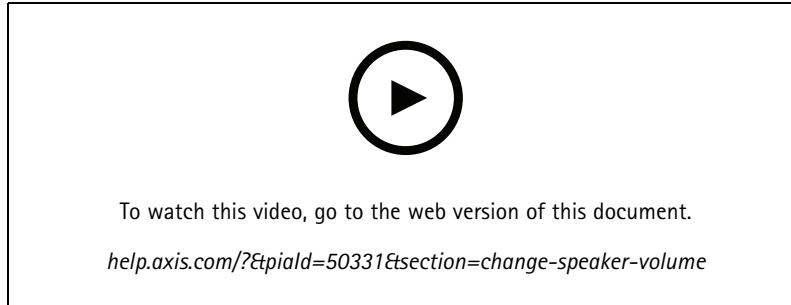 To watch this video, go to the web version of this document.
help.axis.com/?&piaId=50331&section=change-speaker-volume